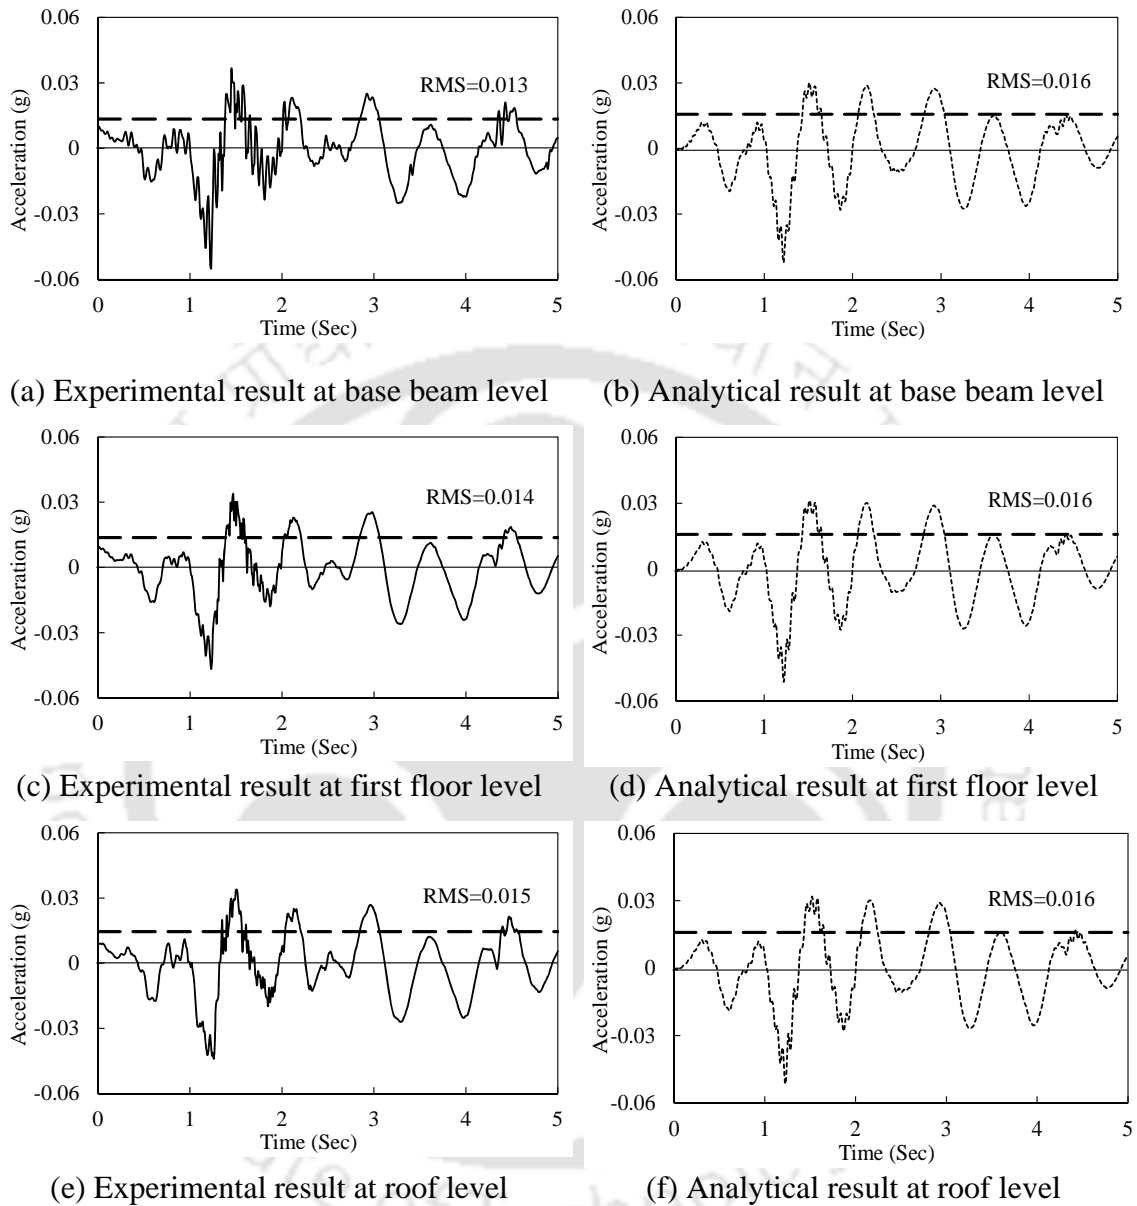 0.06
0.03
0
-0.03
-0.06
Acceleration (g)
RMS=0.013
0 1 2 3 4 5
Time (Sec)
0.06
0.03
0
-0.03
-0.06
Acceleration (g)
RMS=0.016
0 1 2 3 4 5
Time (Sec)
(a) Experimental result at base beam level
(b) Analytical result at base beam level
0.06
0.03
0
-0.03
-0.06
Acceleration (g)
RMS=0.014
0 1 2 3 4 5
Time (Sec)
0.06
0.03
0
-0.03
-0.06
Acceleration (g)
RMS=0.016
0 1 2 3 4 5
Time (Sec)
(c) Experimental result at first floor level
(d) Analytical result at first floor level
0.06
0.03
0
-0.03
-0.06
Acceleration (g)
RMS=0.015
0 1 2 3 4 5
Time (Sec)
0.06
0.03
0
-0.03
-0.06
Acceleration (g)
RMS=0.016
0 1 2 3 4 5
Time (Sec)
(e) Experimental result at roof level
(f) Analytical result at roof level